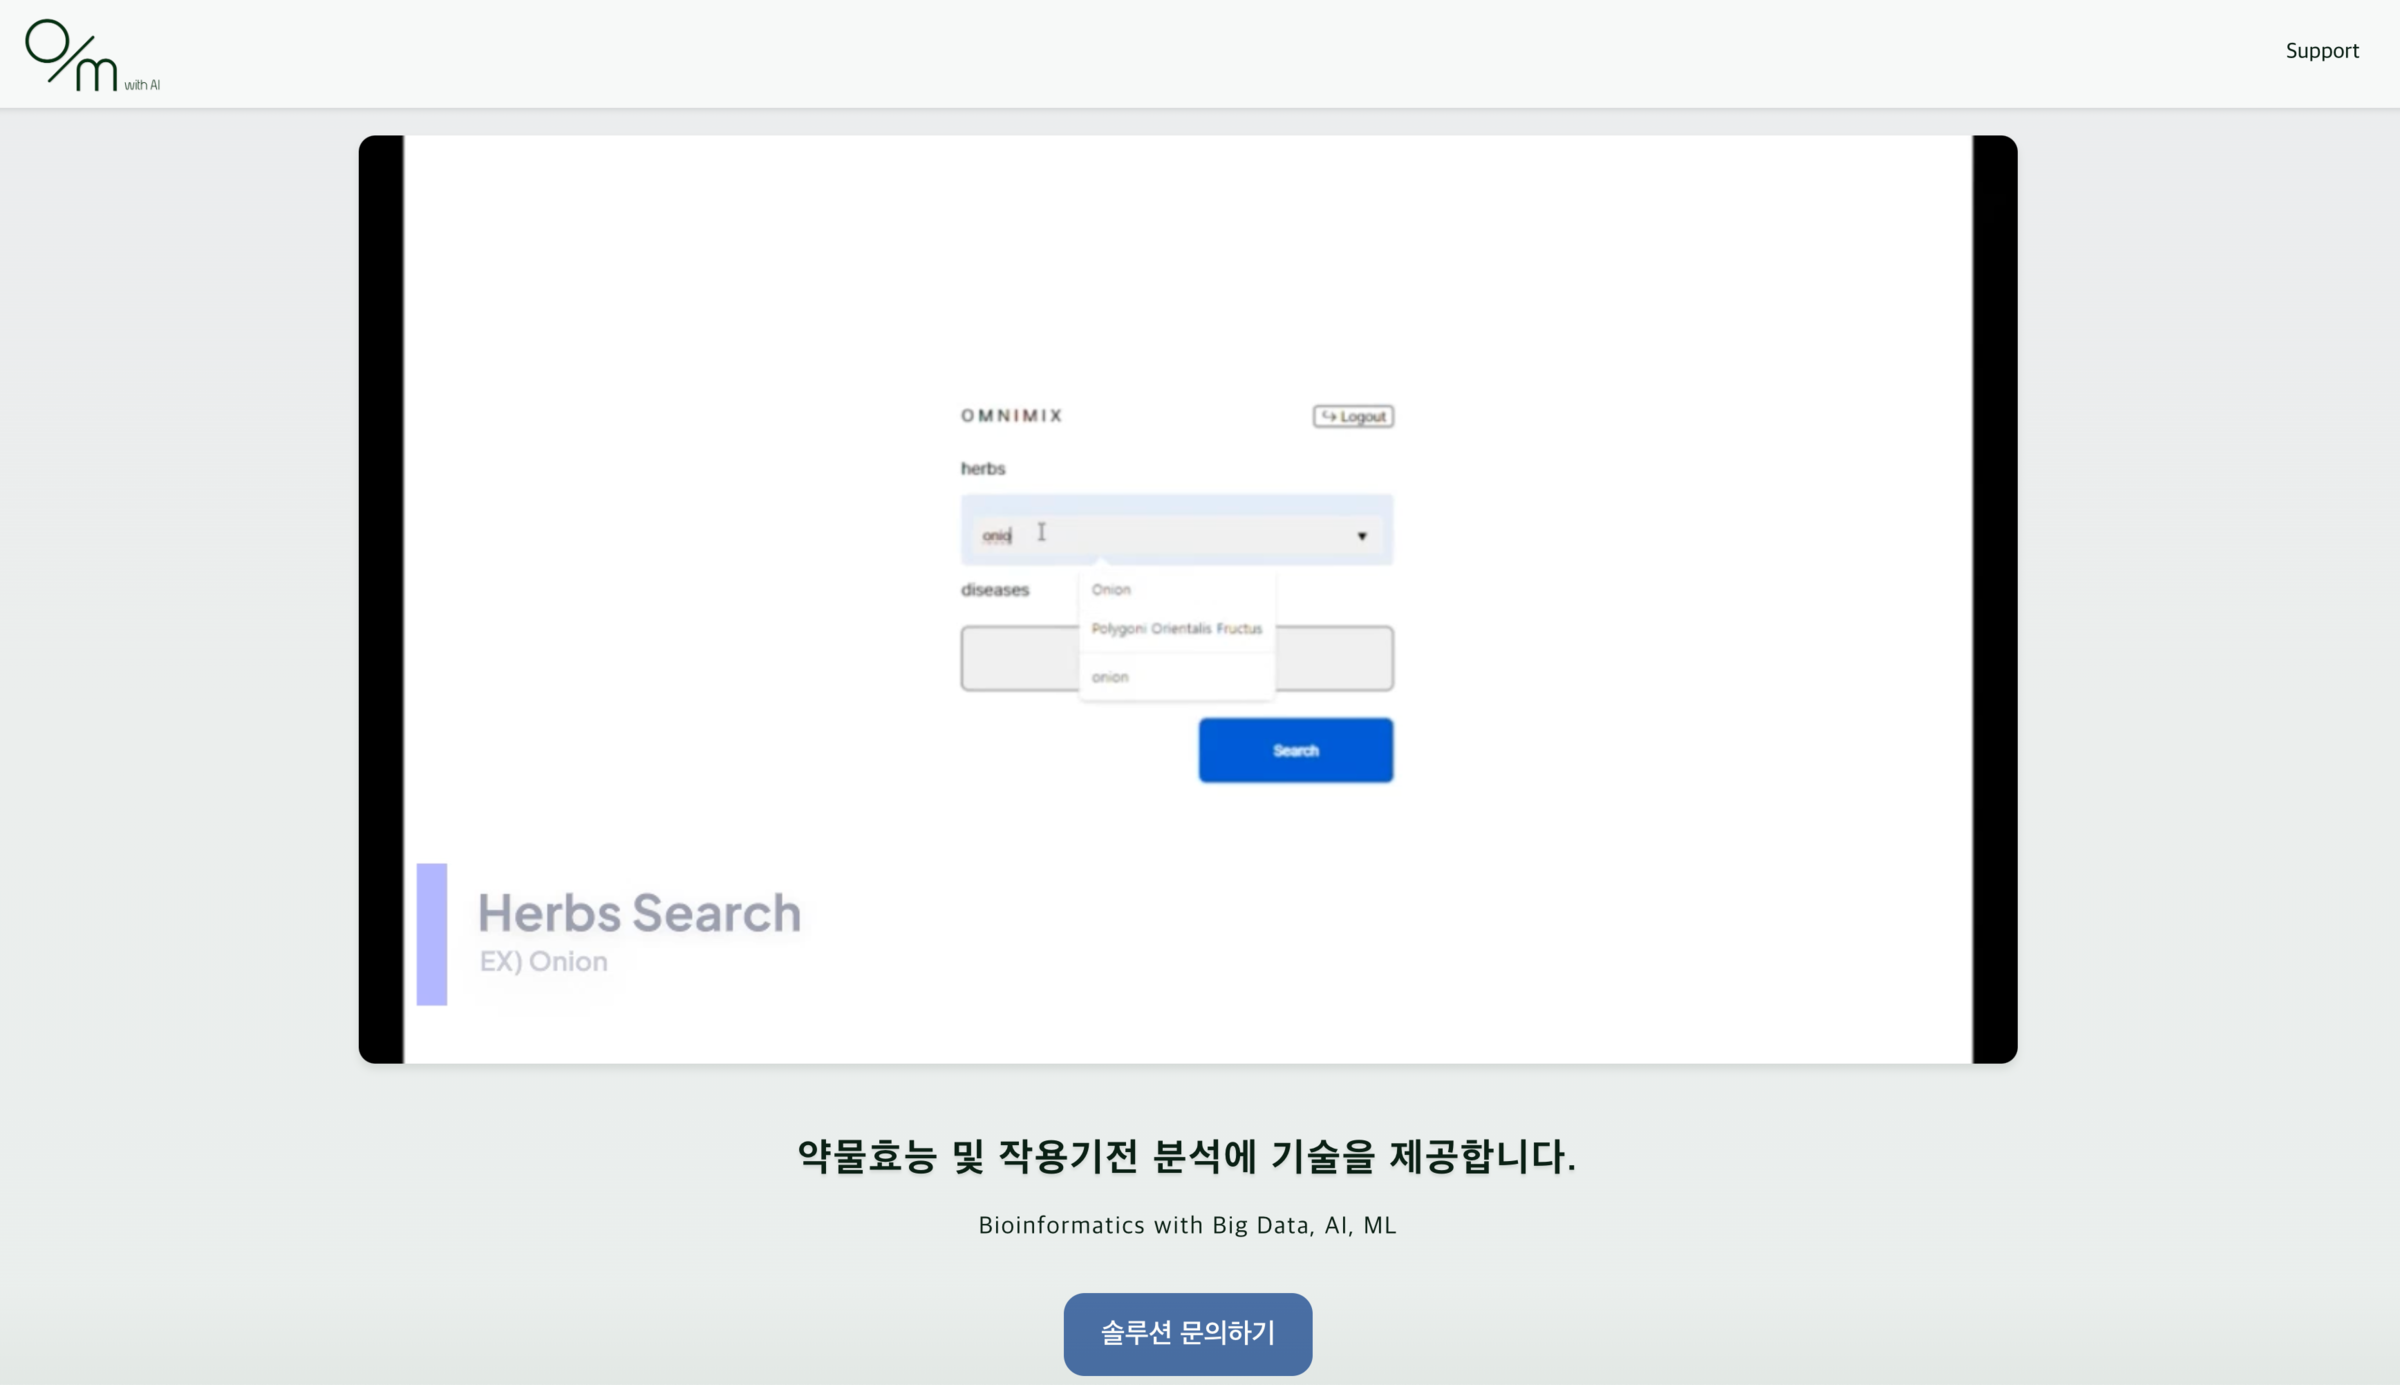 O/m with AI
Support
OMNIMIX
Logout
herbs
onio
diseases
Onion
Polygoni Orientalis Fructus
onion
Search
Herbs Search
EX) Onion
약물효능 및 작용기전 분석에 기술을 제공합니다.
Bioinformatics with Big Data, AI, ML
솔루션 문의하기